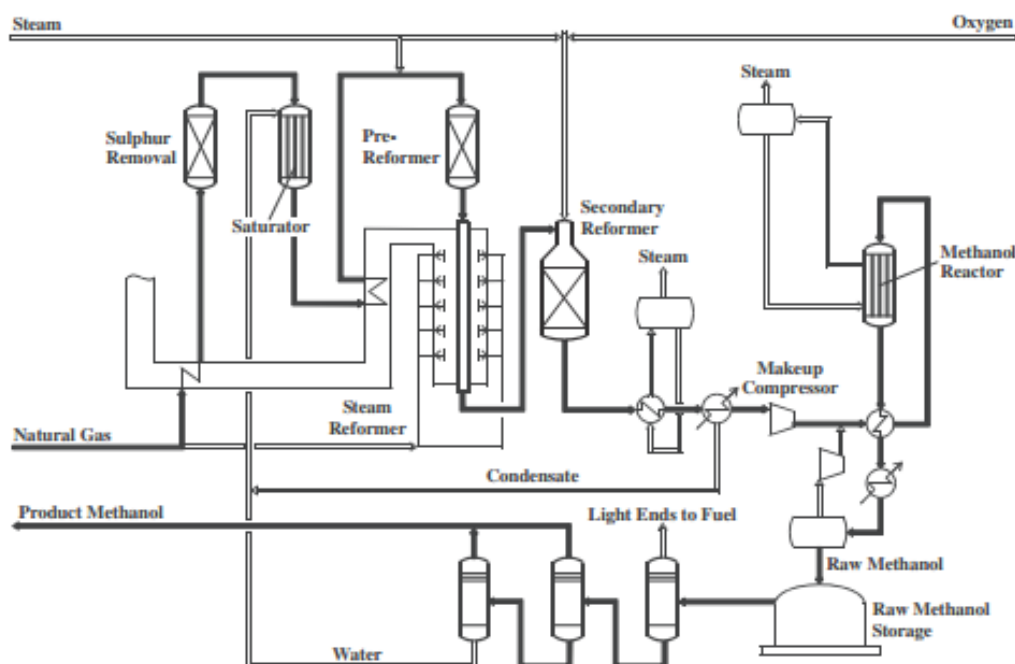 Steam
Oxygen
Steam
Sulphur
Removal
Pre-
Reformer
Saturator
Secondary
Reformer
Steam
Methanol
Reactor
Makeup
Compressor
Steam
Reformer
Natural Gas
Condensate
Product Methanol
Light Ends to Fuel
Raw Methanol
Raw Methanol
Storage
Water